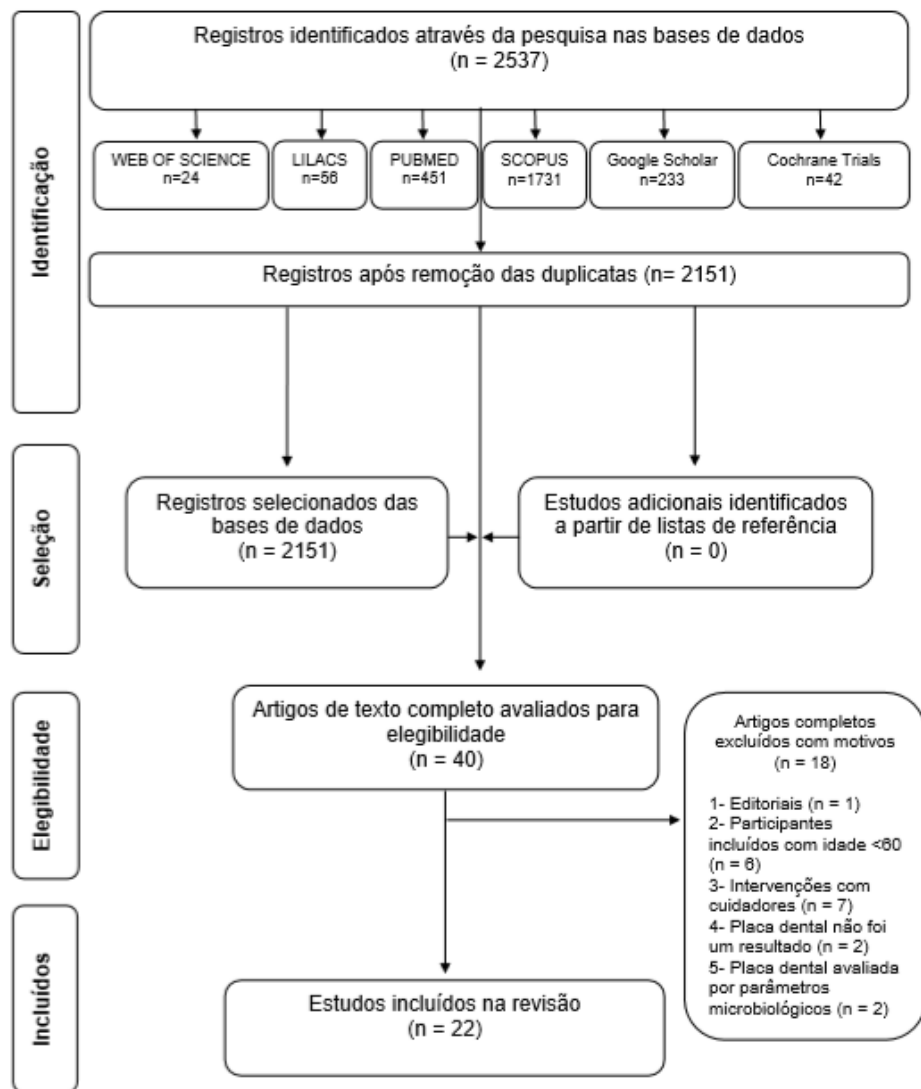 Identificação
Registros identificados através da pesquisa nas bases de dados
(n = 2537)
WEB OF SCIENCE
n=24
LILACS
n=56
PUBMED
n=451
SCOPUS
n=1731
Google Scholar
n=233
Cochrane Trials
n=42
Registros após remoção das duplicatas (n= 2151)
Seleção
Registros selecionados das
bases de dados
(n = 2151)
Estudos adicionais identificados
a partir de listas de referência
(n = 0)
Elegibilidade
Artigos de texto completo avaliados para
elegibilidade
(n = 40)
Artigos completos
excluídos com motivos
(n = 18)
1- Editoriais (n = 1)
2- Participantes
incluídos com idade <60
(n = 6)
3- Intervenções com
cuidadores (n = 7)
4- Placa dental não foi
um resultado (n = 2)
5- Placa dental avaliada
por parâmetros
microbiológicos (n = 2)
Incluídos
Estudos incluídos na revisão
(n = 22)